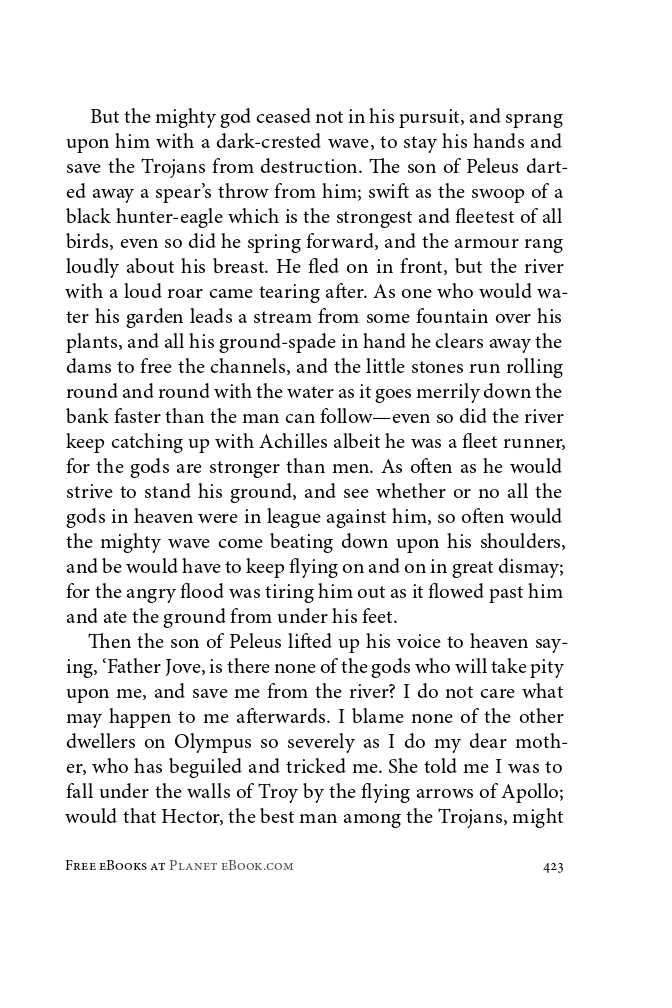 But the mighty god ceased not in his pursuit, and sprang
upon him with a dark-crested wave, to stay his hands and
save the Trojans from destruction. The son of Peleus dart-
ed away a spear’s throw from him; swift as the swoop of a
black hunter-eagle which is the strongest and fleetest of all
birds, even so did he spring forward, and the armour rang
loudly about his breast. He fled on in front, but the river
with a loud roar came tearing after. As one who would wa-
ter his garden leads a stream from some fountain over his
plants, and all his ground-spade in hand he clears away the
dams to free the channels, and the little stones run rolling
round and round with the water as it goes merrily down the
bank faster than the man can follow—even so did the river
keep catching up with Achilles albeit he was a fleet runner,
for the gods are stronger than men. As often as he would
strive to stand his ground, and see whether or no all the
gods in heaven were in league against him, so often would
the mighty wave come beating down upon his shoulders,
and be would have to keep flying on and on in great dismay;
for the angry flood was tiring him out as it flowed past him
and ate the ground from under his feet.
Then the son of Peleus lifted up his voice to heaven say-
ing, ‘Father Jove, is there none of the gods who will take pity
upon me, and save me from the river? I do not care what
may happen to me afterwards. I blame none of the other
dwellers on Olympus so severely as I do my dear moth-
er, who has beguiled and tricked me. She told me I was to
fall under the walls of Troy by the flying arrows of Apollo;
would that Hector, the best man among the Trojans, might
Free eBooks at Planet eBook.com 423